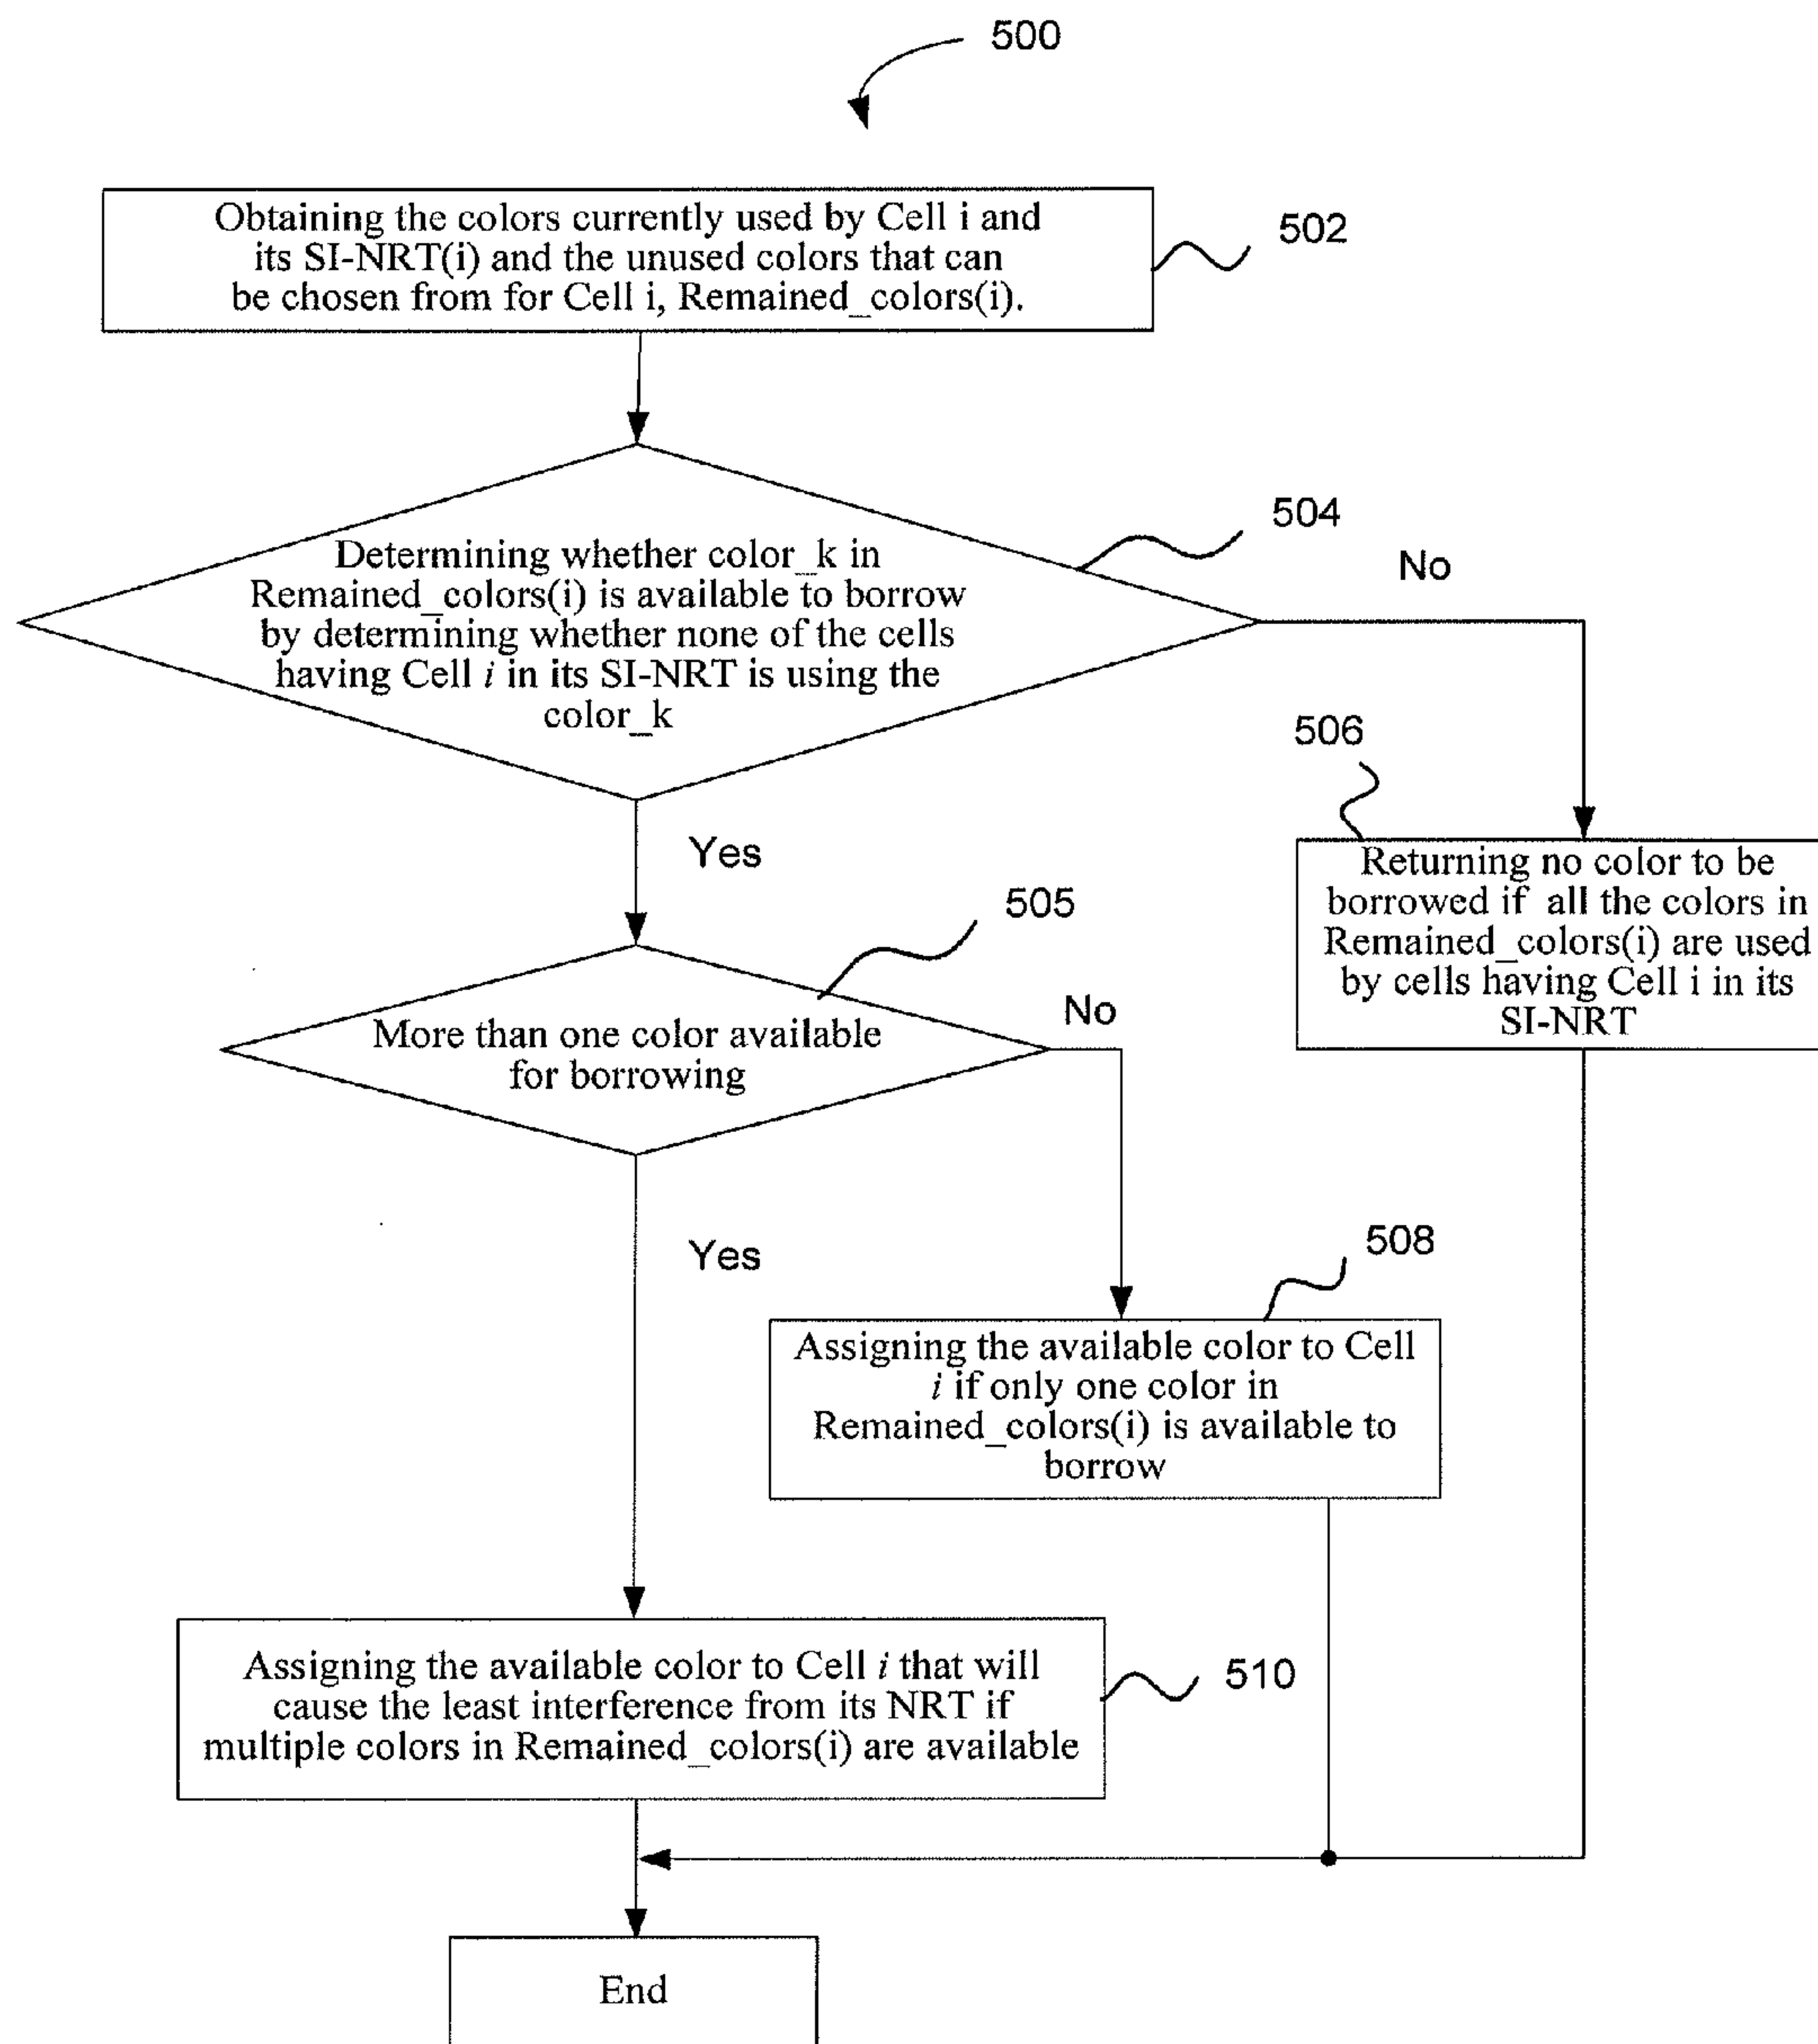 500
Obtaining the colors currently used by Cell i and
its SI-NRT(i) and the unused colors that can
be chosen from for Cell i, Remained_colors(i).
502
504
Determining whether color_k in
Remained_colors(i) is available to borrow
by determining whether none of the cells
having Cell i in its SI-NRT is using the
color_k
No
506
Yes
Returning no color to be
borrowed if all the colors in
Remained_colors(i) are used
by cells having Cell i in its
SI-NRT
505
More than one color available
for borrowing
No
Yes
508
Assigning the available color to Cell
i if only one color in
Remained_colors(i) is available to
borrow
Assigning the available color to Cell i that will
cause the least interference from its NRT if
multiple colors in Remained_colors(i) are available
510
End